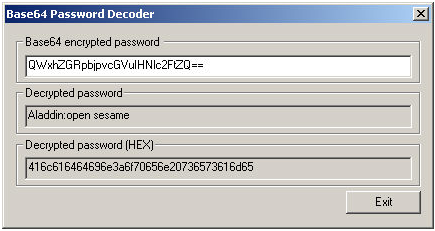 Base64 Password Decoder
Base64 encrypted password
QWxhZGRpbjpvcGVuIHNlc2FtZQ==
Decrypted password
Aladdin:open sesame
Decrypted password (HEX)
416c616464696e3a6f70656e20736573616d65
Exit